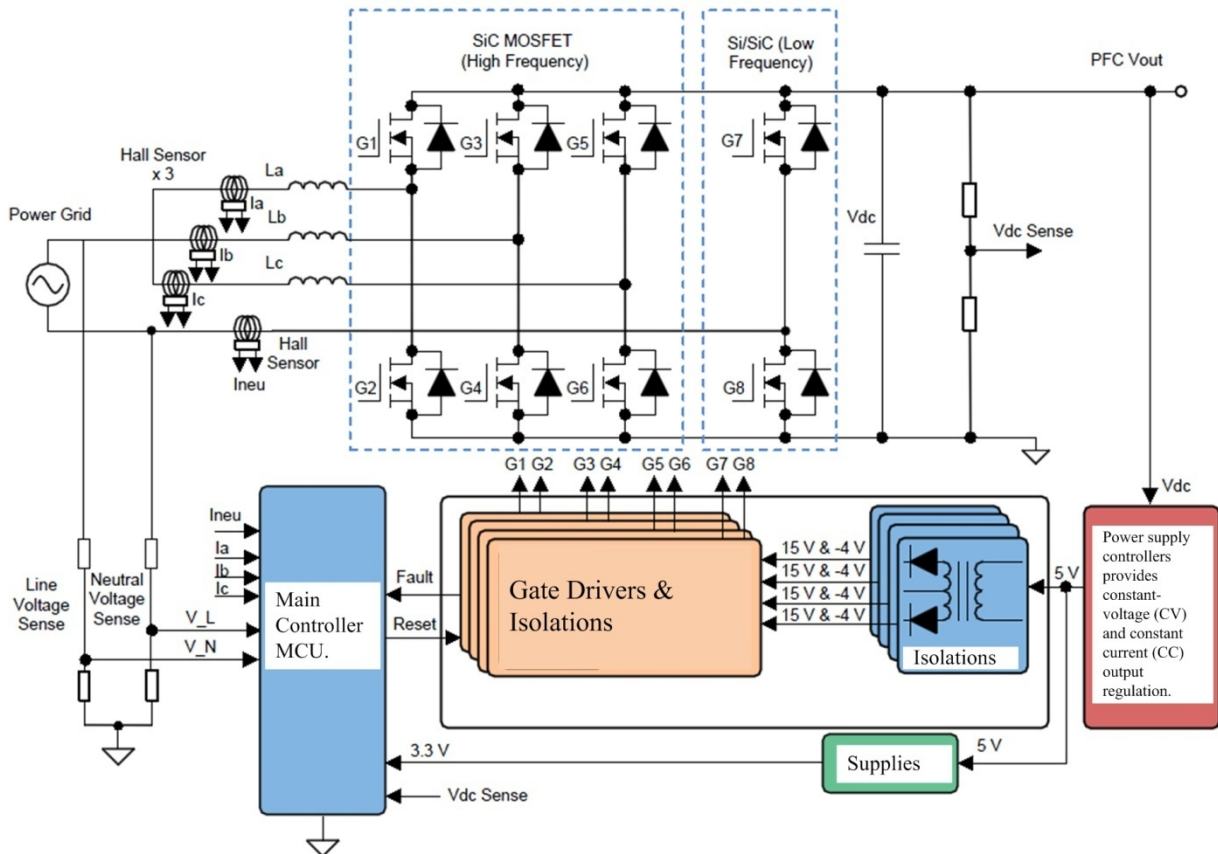 SiC MOSFET
(High Frequency)
Si/SiC (Low
Frequency)
PFC Vout
G1
G3
G5
G7
Hall Sensor
x 3
La
Ia
Power Grid
Lb
Ib
Vdc
Vdc Sense
Lc
Ic
Hall
Sensor
Ineu
G2
G4
G6
G8
G1
G2
G3
G4
G5
G6
G7
G8
Vdc
Ineu
Ia
Ib
Ic
Line
Voltage
Sense
Neutral
Voltage
Sense
V_L
V_N
Main
Controller
MCU.
Fault
Reset
Gate Drivers &
Isolations
15 V & -4 V
15 V & -4 V
15 V & -4 V
15 V & -4 V
Isolations
5 V
Power supply
controllers
provides
constant-
voltage (CV)
and constant
current (CC)
output
regulation.
3.3 V
Supplies
5 V
Vdc Sense